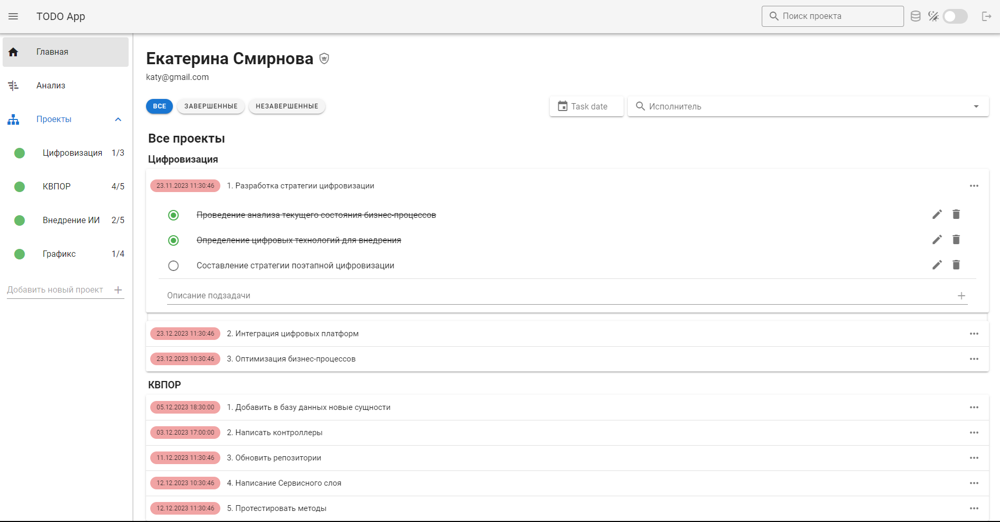 TODO App
Поиск проекта
Главная
Анализ
Проекты
Цифровизация 1/3
КВПОР 4/5
Внедрение ИИ 2/5
Графикс 1/4
Добавить новый проект
Екатерина Смирнова
katy@gmail.com
ВСЕ ЗАВЕРШЕННЫЕ НЕЗАВЕРШЕННЫЕ
Task date Исполнитель
Все проекты
Цифровизация
23.11.2023 11:30:46 1. Разработка стратегии цифровизации
Проведение анализа текущего состояния бизнес-процессов
Определение цифровых технологий для внедрения
Составление стратегии поэтапной цифровизации
Описание подзадачи
23.12.2023 11:30:46 2. Интеграция цифровых платформ
23.12.2023 10:30:46 3. Оптимизация бизнес-процессов
КВПОР
05.12.2023 18:30:00 1. Добавить в базу данных новые сущности
03.12.2023 17:00:00 2. Написать контроллеры
11.12.2023 11:30:46 3. Обновить репозитории
12.12.2023 10:30:46 4. Написание Сервисного слоя
12.12.2023 11:30:46 5. Протестировать методы